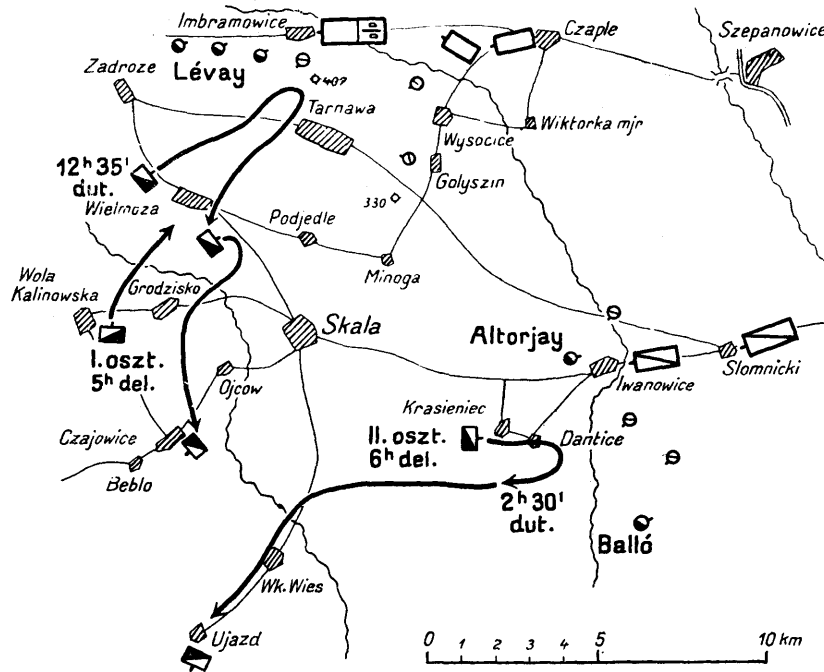 Imbramowice
Czaple
Szepanowice
Lévay
407
Zadroze
Tarnawa
Wysocice
Wiktorka mjr
12ʰ 35'
dut.
Golyszin
Wielmoza
330
Podjedle
Minoga
Wola
Kalinowska
Grodzisko
Skala
Altorjay
I. oszt.
5ʰ del.
Ojcow
Iwanowice
Slomnicki
Krasieniec
Czajowice
II. oszt.
6ʰ del.
Dantice
Beblo
2ʰ 30'
dut.
Balló
Wk. Wies
Ujazd
0 1 2 3 4 5 10 km